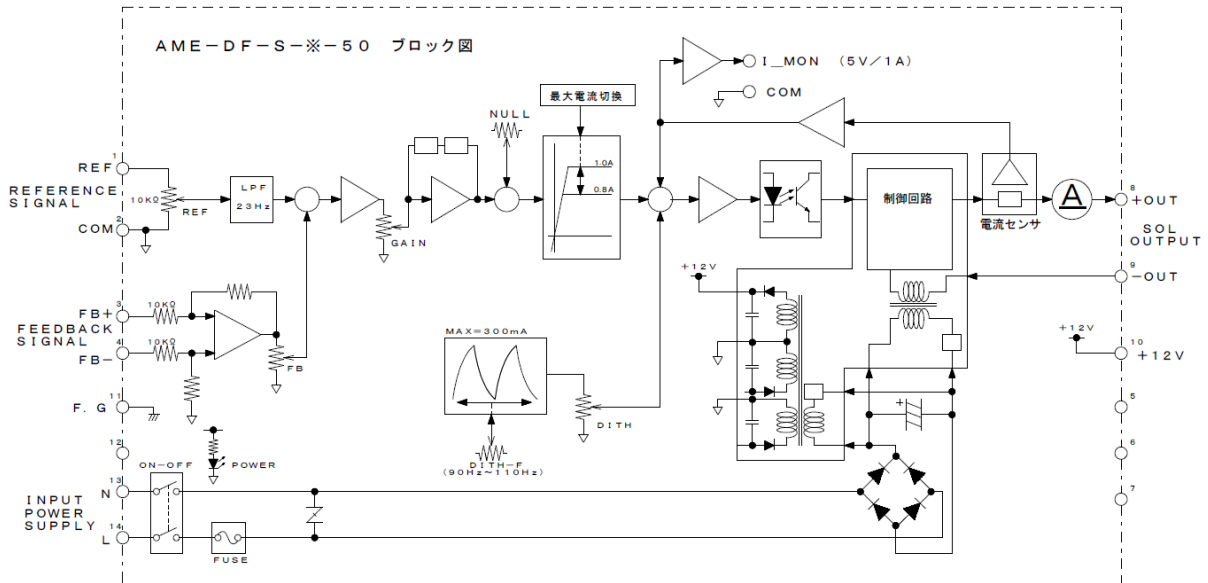 AME-DF-S-※-50 ブロック図
I_MON (5V/1A)
COM
最大電流切換
NULL
1.0A
0.8A
1
REF
REFERENCE
SIGNAL
10KΩ
REF
LPF
23Hz
2
COM
GAIN
制御回路
電流センサ
A
8
+OUT
SOL
OUTPUT
9
-OUT
+12V
3
FB+
10KΩ
FEEDBACK
SIGNAL
4
FB-
10KΩ
FB
MAX=300mA
DITH
DITH-F
(90Hz~110Hz)
+12V
10
+12V
11
F.G
5
12
6
POWER
ON-OFF
+
7
INPUT
POWER
SUPPLY
13
N
14
L
FUSE